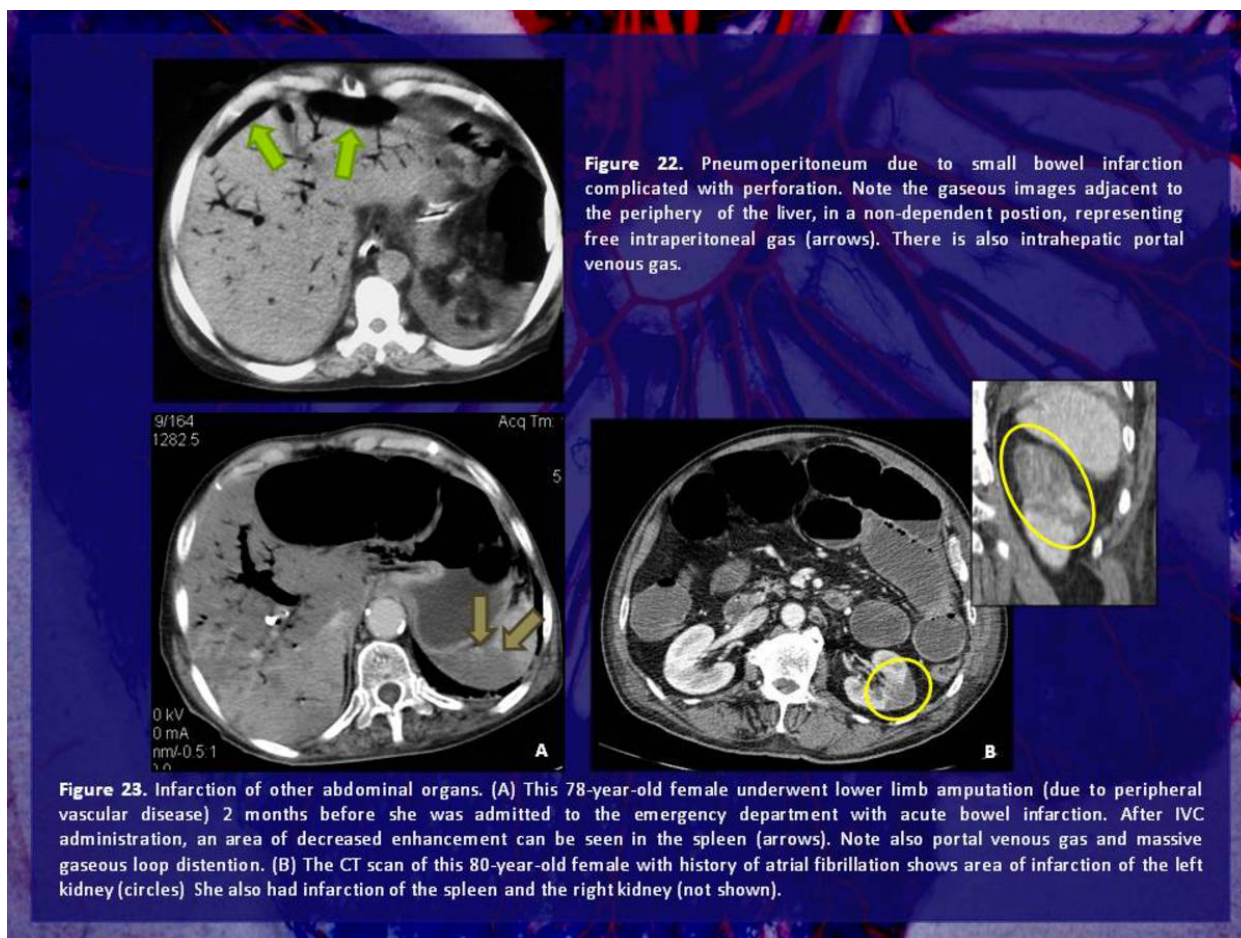 Figure 22. Pneumoperitoneum due to small bowel infarction
complicated with perforation. Note the gaseous images adjacent to
the periphery of the liver, in a non-dependent postion, representing
free intraperitoneal gas (arrows). There is also intrahepatic portal
venous gas.
9/164
1282.5
Acq Tm:
5
0 kV
0 mA
nm/-0.5:1
A
B
Figure 23. Infarction of other abdominal organs. (A) This 78-year-old female underwent lower limb amputation (due to peripheral
vascular disease) 2 months before she was admitted to the emergency department with acute bowel infarction. After IVC
administration, an area of decreased enhancement can be seen in the spleen (arrows). Note also portal venous gas and massive
gaseous loop distention. (B) The CT scan of this 80-year-old female with history of atrial fibrillation shows area of infarction of the left
kidney (circles) She also had infarction of the spleen and the right kidney (not shown).